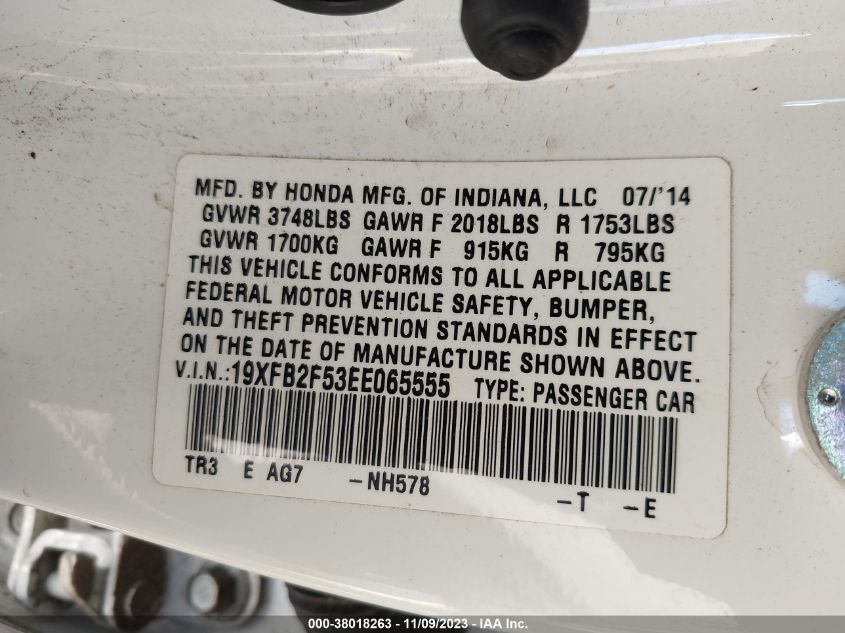 MFD. BY HONDA MFG. OF INDIANA, LLC 07/'14
GVWR 3748LBS GAWR F 2018LBS R 1753LBS
GVWR 1700KG GAWR F 915KG R 795KG
THIS VEHICLE CONFORMS TO ALL APPLICABLE
FEDERAL MOTOR VEHICLE SAFETY, BUMPER,
AND THEFT PREVENTION STANDARDS IN EFFECT
ON THE DATE OF MANUFACTURE SHOWN ABOVE.
V.I.N.:19XFB2F53EE065555 TYPE: PASSENGER CAR
TR3 E AG7 -NH578 -T -E
000-38018263 - 11/09/2023 - IAA Inc.